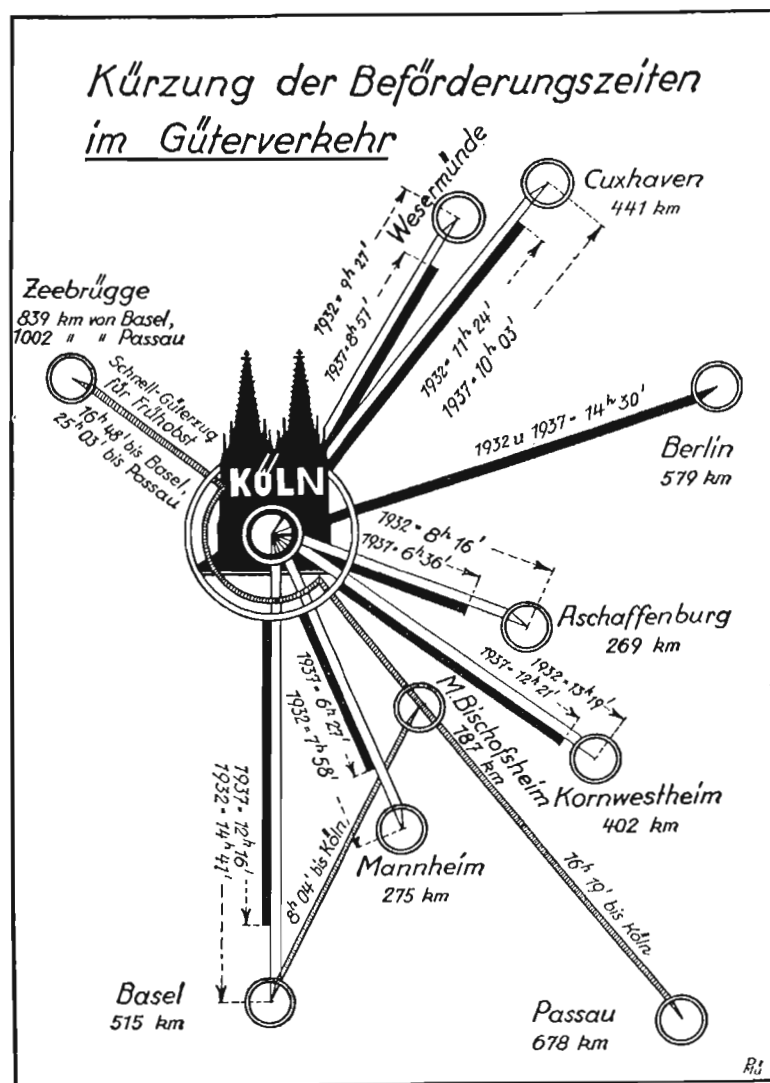 Kürzung der Beförderungszeiten
im Güterverkehr
Wesermünde
1932 = 9ʰ 27'
1937 = 8ʰ 57'
Cuxhaven
441 km
1932 = 11ʰ 24'
1937 = 10ʰ 03'
Zeebrügge
839 km von Basel,
1002 " " Passau
Schnell-Güterzug
für Frühobst
16ʰ 48' bis Basel,
25ʰ 03' bis Passau
KÖLN
1932 u 1937 = 14ʰ 30'
Berlin
579 km
1932 = 8ʰ 16'
1937 = 6ʰ 36'
Aschaffenburg
269 km
1932 = 13ʰ 19'
1937 = 12ʰ 21'
Kornwestheim
402 km
M. Bischofsheim
187 km
1937 = 6ʰ 27'
1932 = 7ʰ 58'
Mannheim
275 km
1937 = 12ʰ 16'
1932 = 14ʰ 41'
8ʰ 04' bis Köln
16ʰ 19' bis Köln
Basel
515 km
Passau
678 km